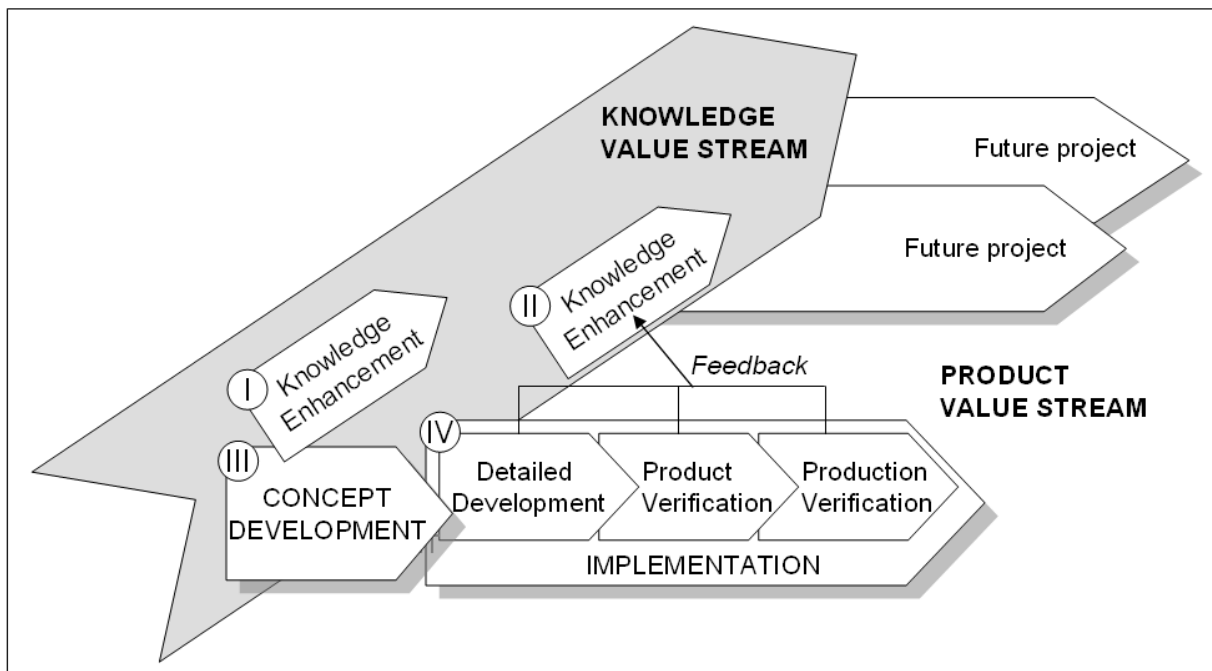 KNOWLEDGE
VALUE STREAM
Future project
Future project
II
Knowledge
Enhancement
I
Knowledge
Enhancement
Feedback
PRODUCT
VALUE STREAM
III
CONCEPT
DEVELOPMENT
IV
Detailed
Development
Product
Verification
Production
Verification
IMPLEMENTATION